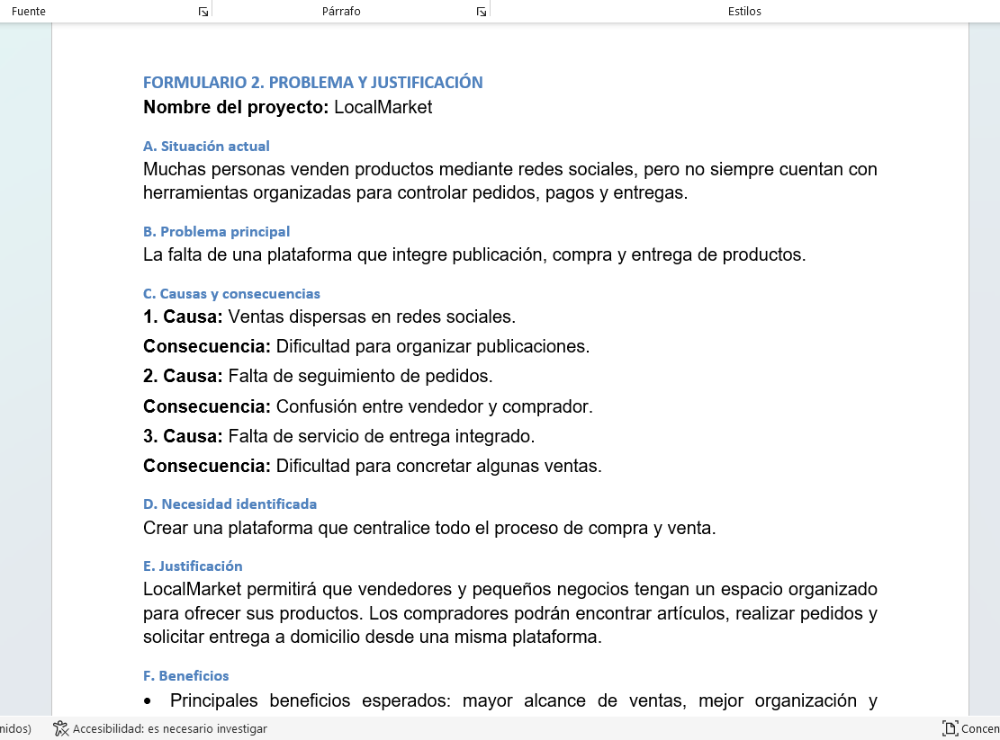 Fuente Párrafo Estilos
FORMULARIO 2. PROBLEMA Y JUSTIFICACIÓN
Nombre del proyecto: LocalMarket
A. Situación actual
Muchas personas venden productos mediante redes sociales, pero no siempre cuentan con
herramientas organizadas para controlar pedidos, pagos y entregas.
B. Problema principal
La falta de una plataforma que integre publicación, compra y entrega de productos.
C. Causas y consecuencias
1. Causa: Ventas dispersas en redes sociales.
Consecuencia: Dificultad para organizar publicaciones.
2. Causa: Falta de seguimiento de pedidos.
Consecuencia: Confusión entre vendedor y comprador.
3. Causa: Falta de servicio de entrega integrado.
Consecuencia: Dificultad para concretar algunas ventas.
D. Necesidad identificada
Crear una plataforma que centralice todo el proceso de compra y venta.
E. Justificación
LocalMarket permitirá que vendedores y pequeños negocios tengan un espacio organizado
para ofrecer sus productos. Los compradores podrán encontrar artículos, realizar pedidos y
solicitar entrega a domicilio desde una misma plataforma.
F. Beneficios
• Principales beneficios esperados: mayor alcance de ventas, mejor organización y
nidos) Accesibilidad: es necesario investigar Concen